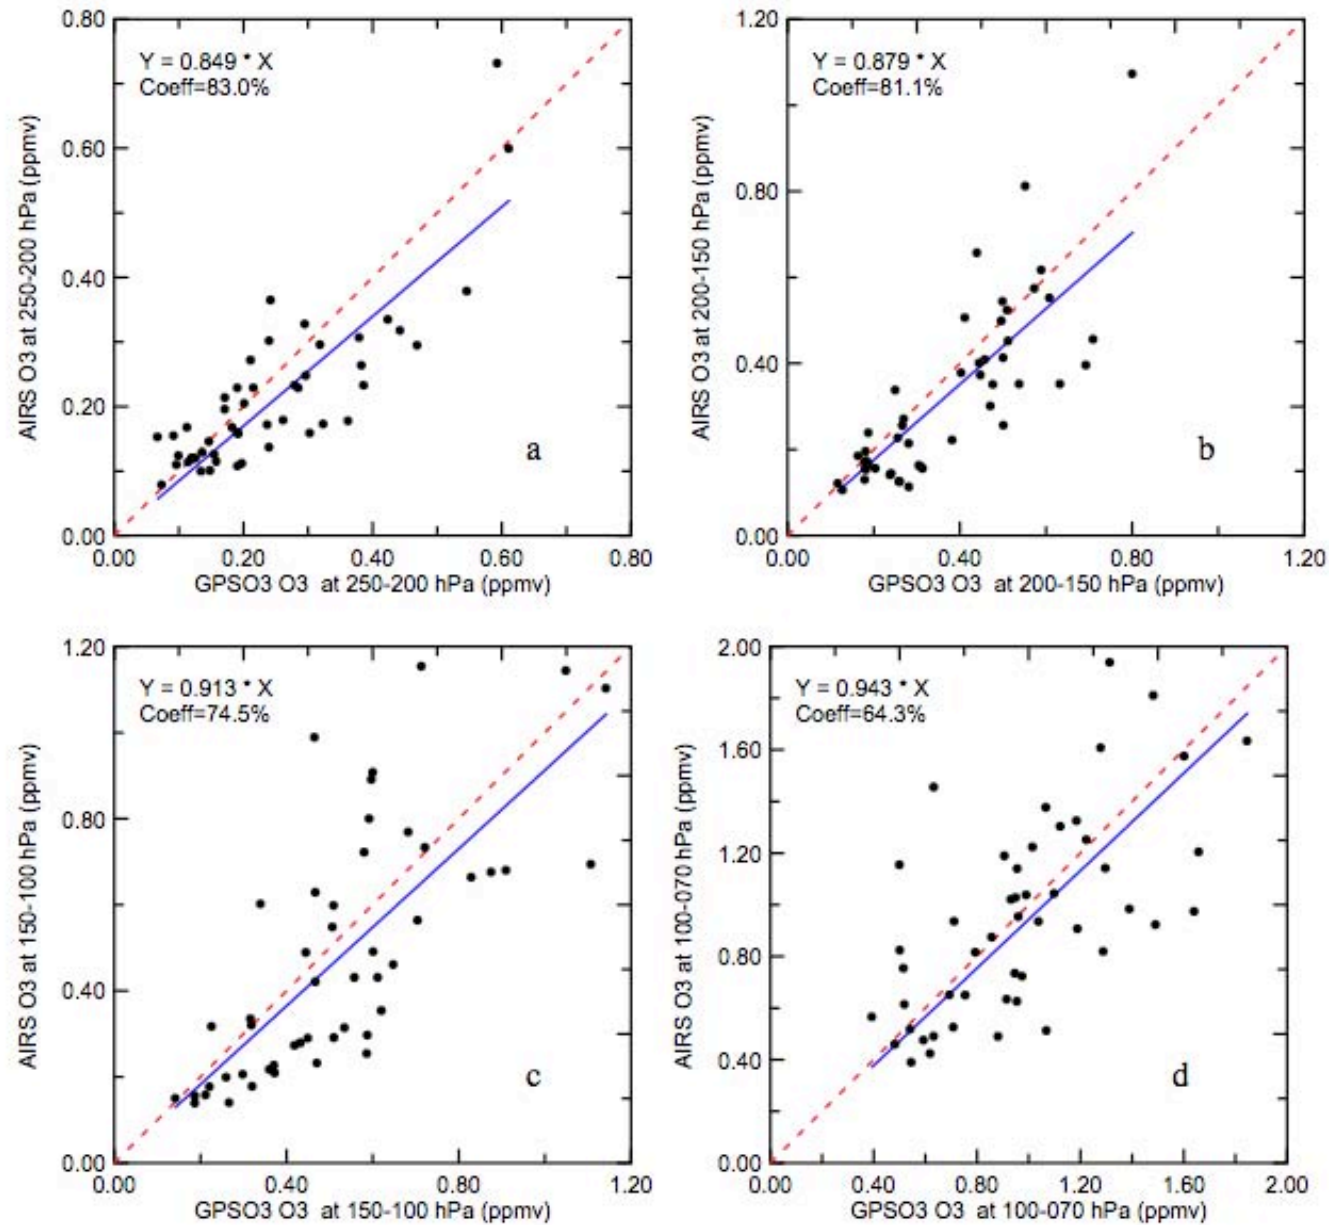 Y = 0.849 * X
Coeff=83.0%
AIRS O3 at 250-200 hPa (ppmv)
0.80
0.60
0.40
0.20
0.00
a
0.00 0.20 0.40 0.60 0.80
GPSO3 O3 at 250-200 hPa (ppmv)
Y = 0.879 * X
Coeff=81.1%
AIRS O3 at 200-150 hPa (ppmv)
1.20
0.80
0.40
0.00
b
0.00 0.40 0.80 1.20
GPSO3 O3 at 200-150 hPa (ppmv)
Y = 0.913 * X
Coeff=74.5%
AIRS O3 at 150-100 hPa (ppmv)
1.20
0.80
0.40
0.00
c
0.00 0.40 0.80 1.20
GPSO3 O3 at 150-100 hPa (ppmv)
Y = 0.943 * X
Coeff=64.3%
AIRS O3 at 100-070 hPa (ppmv)
2.00
1.60
1.20
0.80
0.40
0.00
d
0.00 0.40 0.80 1.20 1.60 2.00
GPSO3 O3 at 100-070 hPa (ppmv)